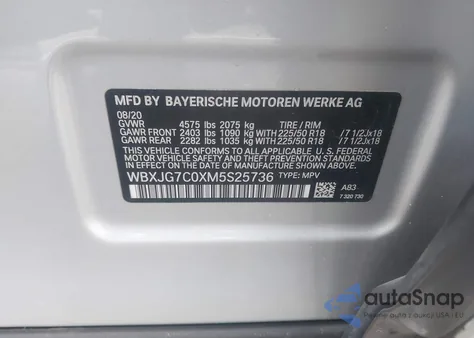 MFD BY BAYERISCHE MOTOREN WERKE AG
08/20
GVWR 4575 lbs 2075 kg TIRE / RIM
GAWR FRONT 2403 lbs 1090 kg WITH 225/50 R18 / 7 1/2Jx18
GAWR REAR 2282 lbs 1035 kg WITH 225/50 R18 / 7 1/2Jx18
THIS VEHICLE CONFORMS TO ALL APPLICABLE
U.S. FEDERAL MOTOR VEHICLE SAFETY STANDARDS
IN EFFECT ON THE DATE OF MANUFACTURE SHOWN ABOVE.
WBXJG7C0XM5S25736 TYPE: MPV
A83
7 320 730
autoSnap